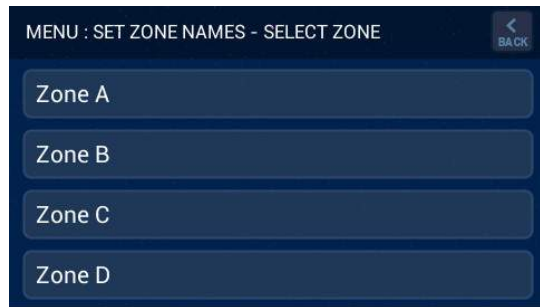 MENU : SET ZONE NAMES - SELECT ZONE
BACK
Zone A
Zone B
Zone C
Zone D